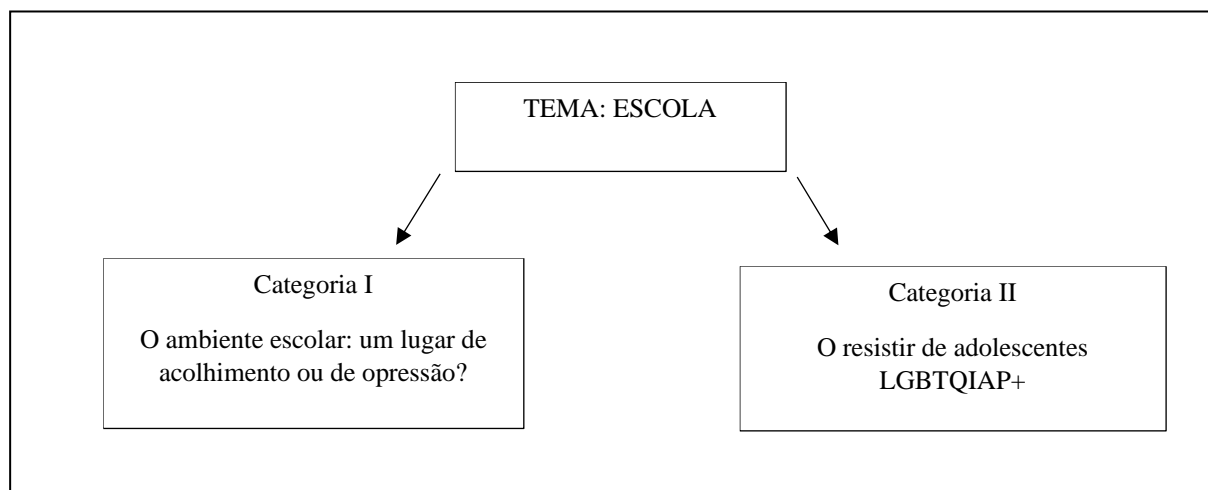 TEMA: ESCOLA
Categoria I
O ambiente escolar: um lugar de
acolhimento ou de opressão?
Categoria II
O resistir de adolescentes
LGBTQIAP+